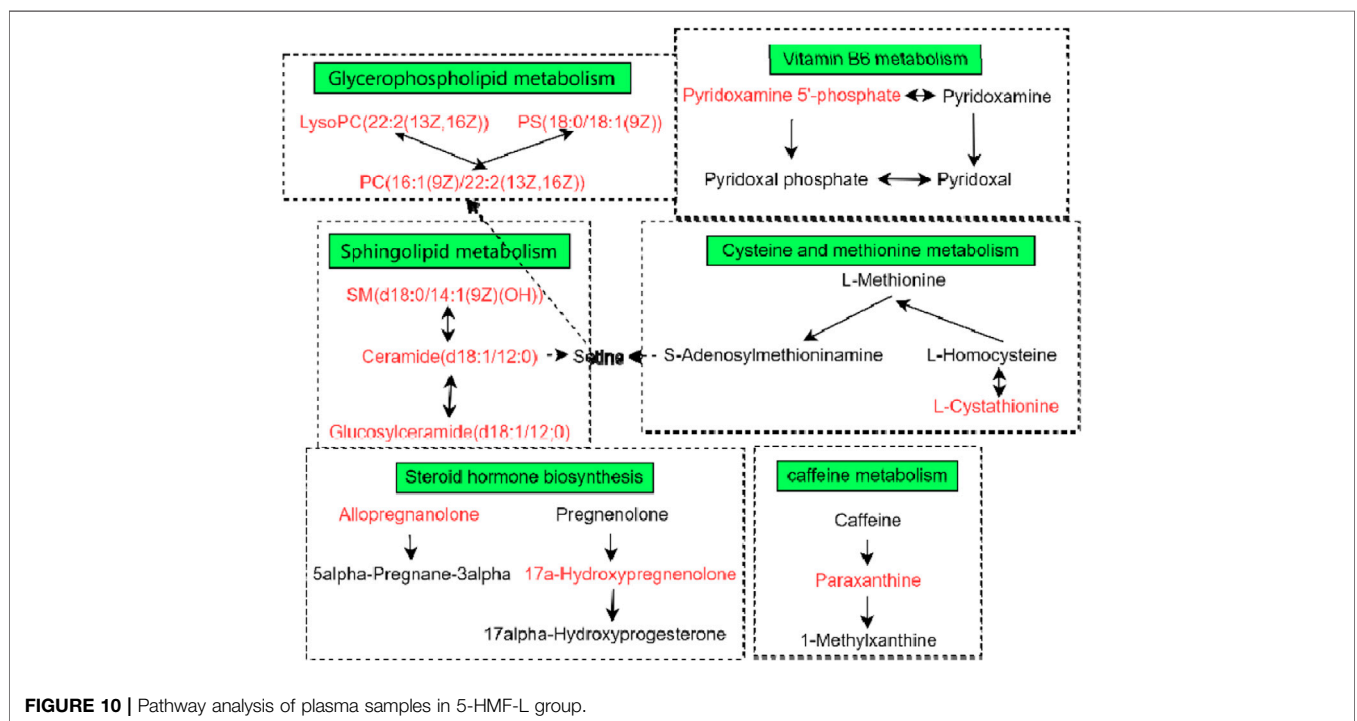 Glycerophospholipid metabolism
LysoPC(22:2(13Z,16Z))
PS(18:0/18:1(9Z))
PC(16:1(9Z)/22:2(13Z,16Z))
Vitamin B6 metabolism
Pyridoxamine 5'-phosphate
Pyridoxamine
Pyridoxal phosphate
Pyridoxal
Sphingolipid metabolism
SM(d18:0/14:1(9Z)(OH))
Ceramide(d18:1/12:0)
Glucosylceramide(d18:1/12;0)
Cysteine and methionine metabolism
L-Methionine
S-Adenosylmethioninamine
L-Homocysteine
L-Cystathionine
Steroid hormone biosynthesis
Allopregnanolone
Pregnenolone
5alpha-Pregnane-3alpha
17a-Hydroxypregnenolone
17alpha-Hydroxyprogesterone
caffeine metabolism
Caffeine
Paraxanthine
1-Methylxanthine
FIGURE 10 | Pathway analysis of plasma samples in 5-HMF-L group.